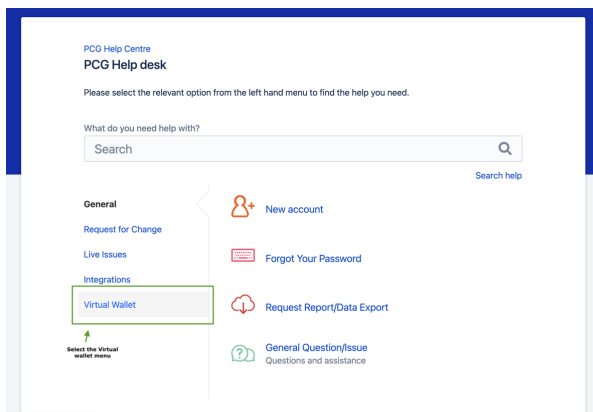 PCG Help Centre
PCG Help desk
Please select the relevant option from the left hand menu to find the help you need.
What do you need help with?
Search
Search help
General
Request for Change
Live Issues
Integrations
Virtual Wallet
Select the Virtual
wallet menu
New account
Forgot Your Password
Request Report/Data Export
General Question/Issue
Questions and assistance